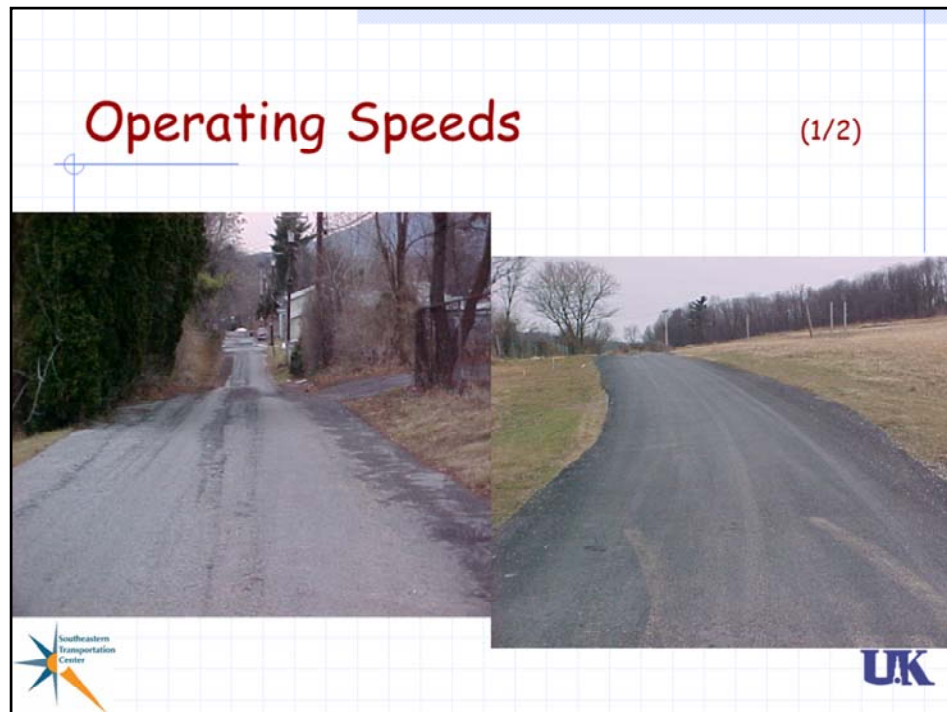 Operating Speeds
(1/2)
Southeastern
Transportation
Center
UK